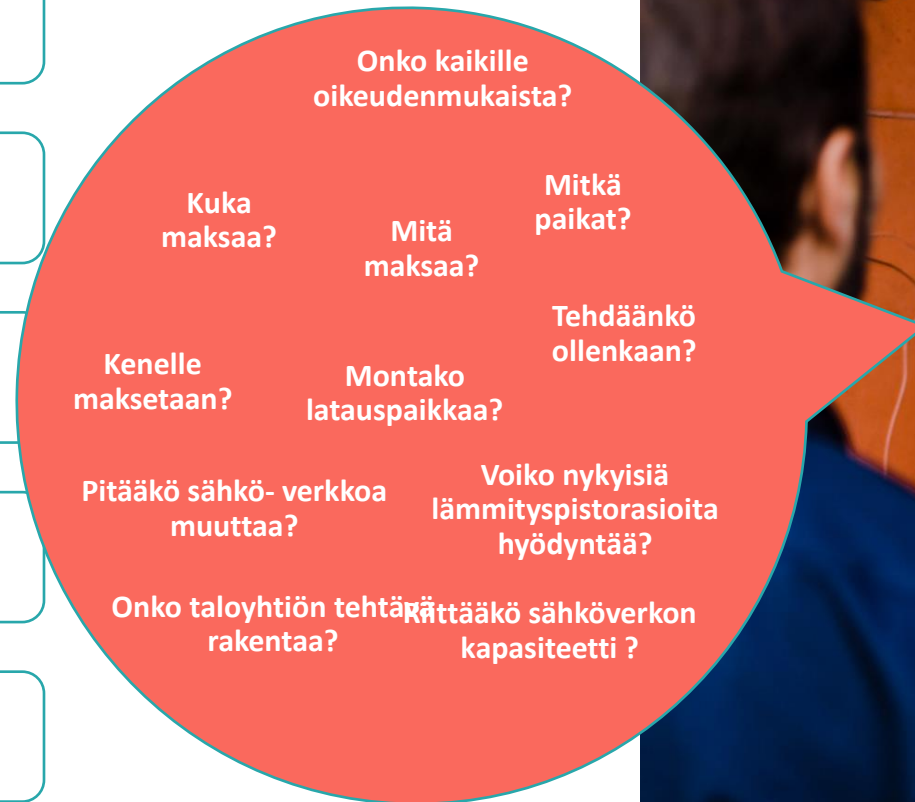 Onko kaikille
oikeudenmukaista?
Mitkä
paikat?
Kuka
maksaa?
Mitä
maksaa?
Tehdäänkö
ollenkaan?
Kenelle
maksetaan?
Montako
latauspaikkaa?
Pitääkö sähkö- verkkoa
muuttaa?
Voiko nykyisiä
lämmityspistorasioita
hyödyntää?
Onko taloyhtiön tehtävä
rakentaa?
Riittääkö sähköverkon
kapasiteetti ?